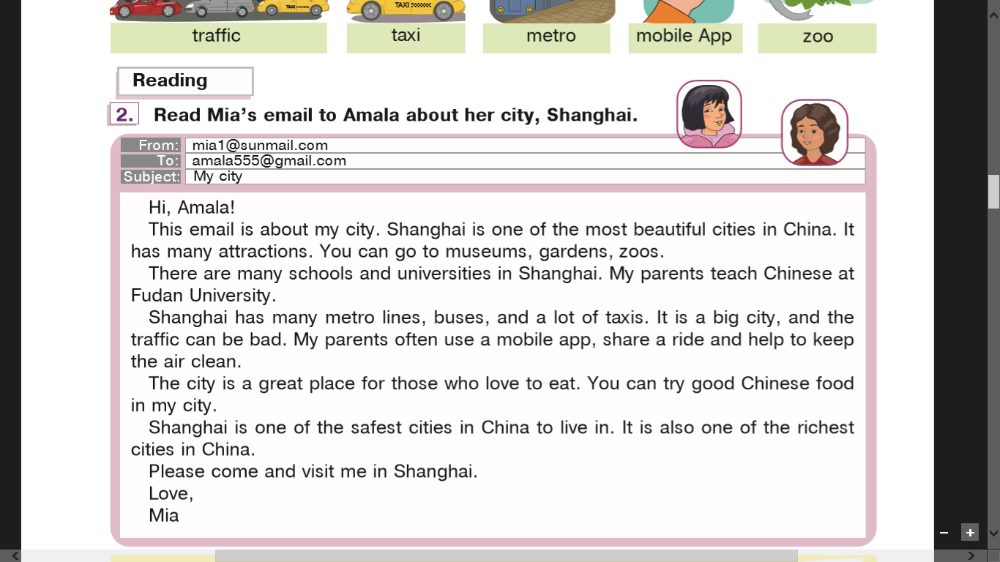 TAXI
TAXI
traffic
taxi
metro
mobile App
zoo
Reading
2. Read Mia’s email to Amala about her city, Shanghai.
From: mia1@sunmail.com
To: amala555@gmail.com
Subject: My city
Hi, Amala!
This email is about my city. Shanghai is one of the most beautiful cities in China. It
has many attractions. You can go to museums, gardens, zoos.
There are many schools and universities in Shanghai. My parents teach Chinese at
Fudan University.
Shanghai has many metro lines, buses, and a lot of taxis. It is a big city, and the
traffic can be bad. My parents often use a mobile app, share a ride and help to keep
the air clean.
The city is a great place for those who love to eat. You can try good Chinese food
in my city.
Shanghai is one of the safest cities in China to live in. It is also one of the richest
cities in China.
Please come and visit me in Shanghai.
Love,
Mia